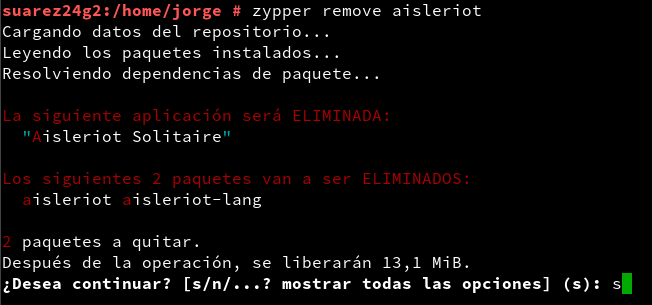 suarez24g2:/home/jorge # zypper remove aisleriot
Cargando datos del repositorio...
Leyendo los paquetes instalados...
Resolviendo dependencias de paquete...
La siguiente aplicación será ELIMINADA:
"Aisleriot Solitaire"
Los siguientes 2 paquetes van a ser ELIMINADOS:
aisleriot aisleriot-lang
2 paquetes a quitar.
Después de la operación, se liberarán 13,1 MiB.
¿Desea continuar? [s/n/...? mostrar todas las opciones] (s): s